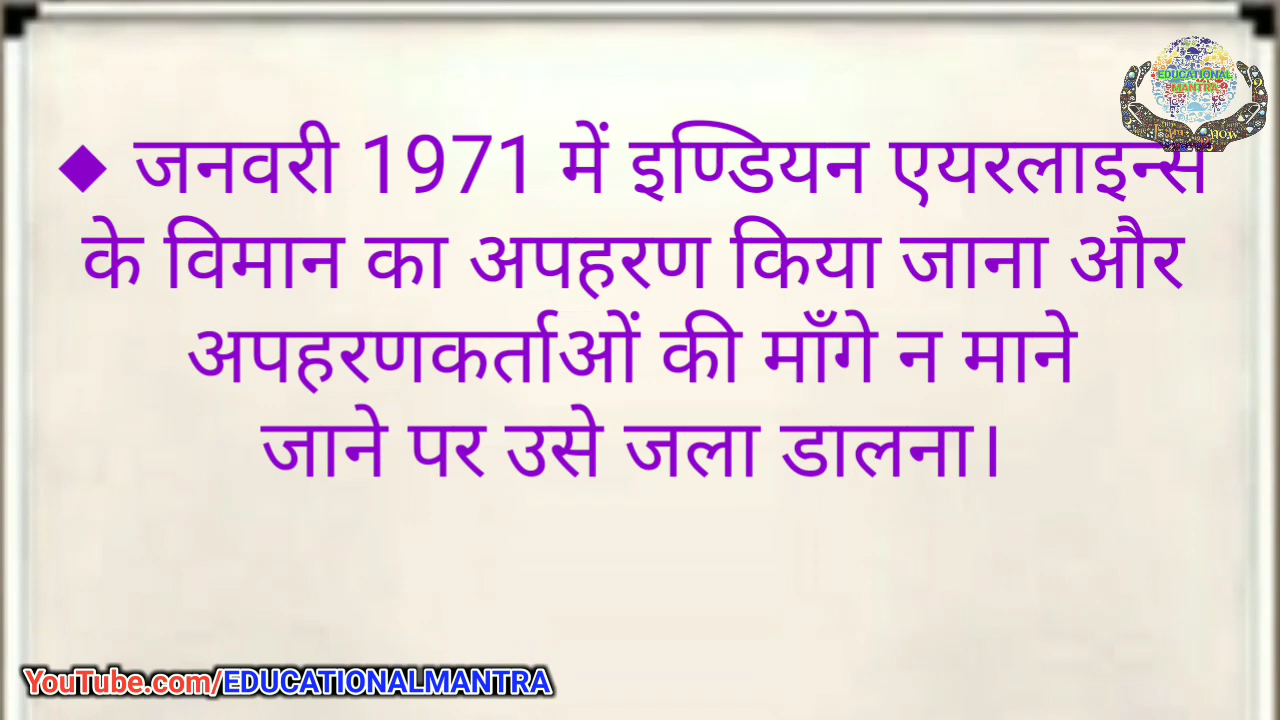 EDUCATIONAL
MANTRA
◆ जनवरी 1971 में इण्डियन एयरलाइन्स
के विमान का अपहरण किया जाना और
अपहरणकर्ताओं की माँगे न माने
जाने पर उसे जला डालना।
YouTube.com/EDUCATIONALMANTRA